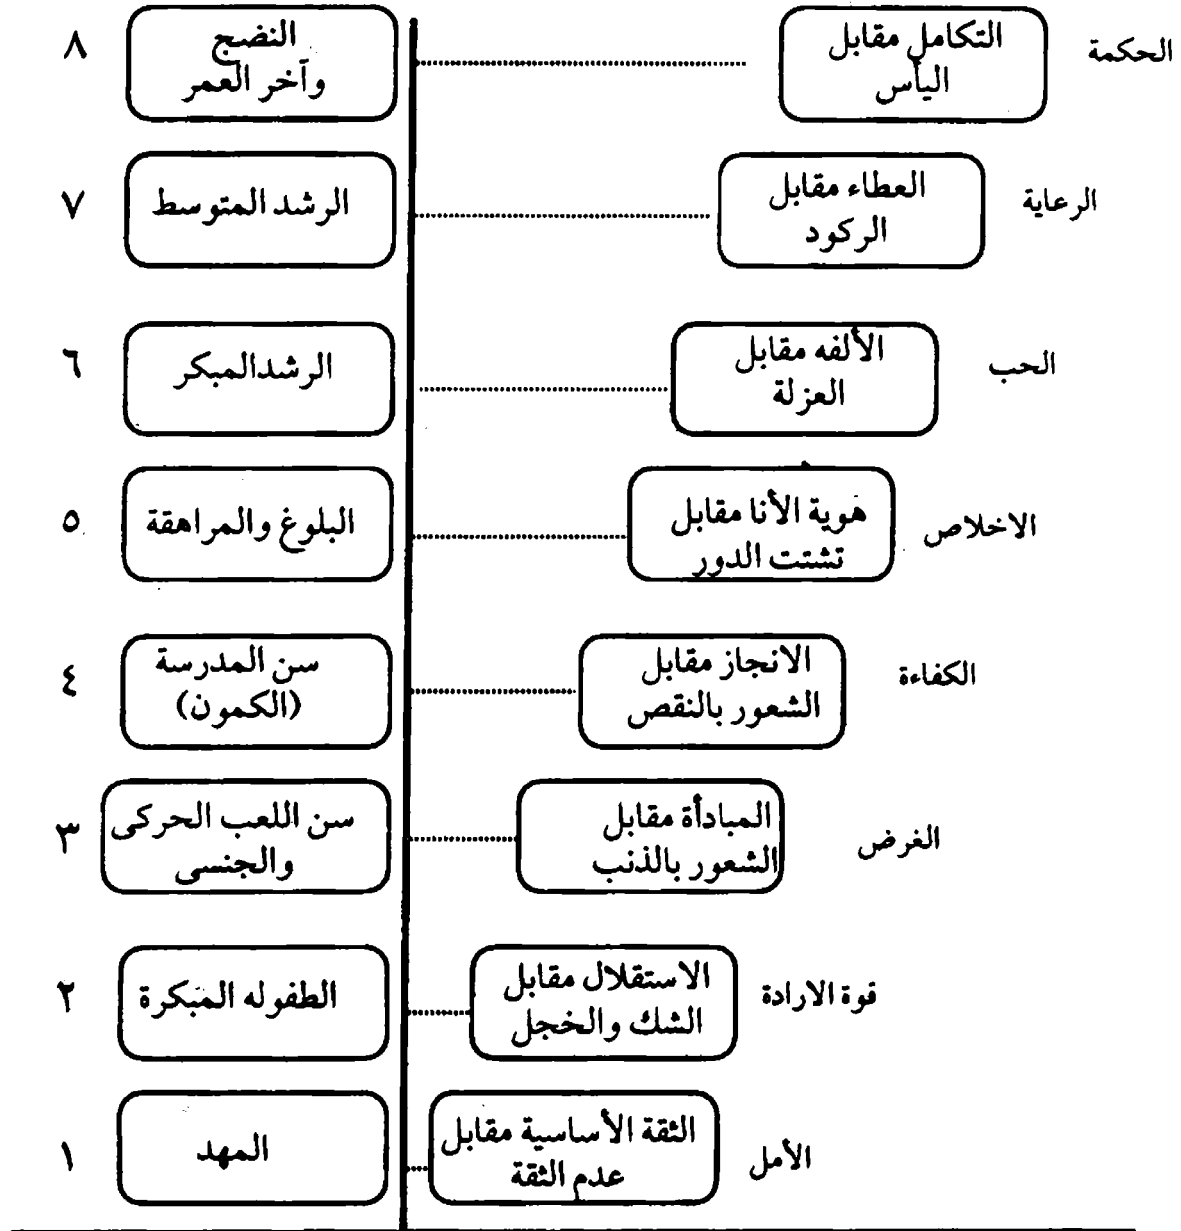 الحكمة
التكامل مقابل
اليأس
النضج
وآخر العمر
٨
الرعاية
العطاء مقابل
الركود
الرشد المتوسط
٧
الحب
الألفه مقابل
العزلة
الرشد المبكر
٦
الاخلاص
هوية الأنا مقابل
تشتت الدور
البلوغ والمراهقة
٥
الكفاءة
الانجاز مقابل
الشعور بالنقص
سن المدرسة
(الكمون)
٤
الغرض
المبادأة مقابل
الشعور بالذنب
سن اللعب الحركى
والجنسى
٣
قوة الارادة
الاستقلال مقابل
الشك والخجل
الطفوله المبكرة
٢
الأمل
الثقة الأساسية مقابل
عدم الثقة
المهد
١